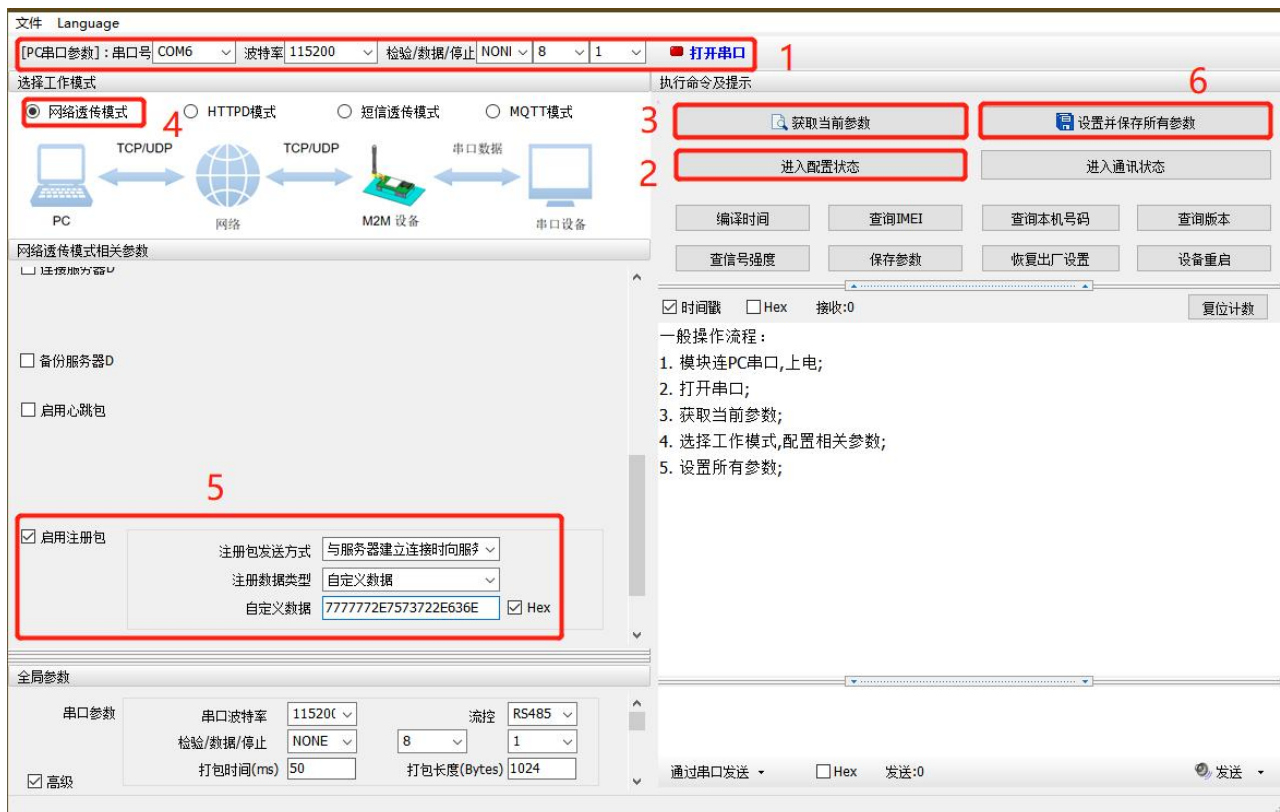 文件 Language
[PC串口参数]:串口号 COM6 波特率 115200 检验/数据/停止 NONI 8 1 打开串口 1
选择工作模式
网络透传模式 HTTPD模式 短信透传模式 MQTT模式
4
TCP/UDP TCP/UDP 串口数据
PC 网络 M2M 设备 串口设备
网络透传模式相关参数
连接服务器D
备份服务器D
启用心跳包
5
启用注册包
注册包发送方式 与服务器建立连接时向服务
注册数据类型 自定义数据
自定义数据 7777772E7573722E636E Hex
全局参数
串口参数 串口波特率 11520( 流控 RS485
检验/数据/停止 NONE 8 1
打包时间(ms) 50 打包长度(Bytes) 1024
高级
执行命令及提示
6
3 获取当前参数 设置并保存所有参数
2 进入配置状态 进入通讯状态
编译时间 查询IMEI 查询本机号码 查询版本
查信号强度 保存参数 恢复出厂设置 设备重启
时间戳 Hex 接收:0 复位计数
一般操作流程:
1. 模块连PC串口,上电;
2. 打开串口;
3. 获取当前参数;
4. 选择工作模式,配置相关参数;
5. 设置所有参数;
通过串口发送 Hex 发送:0 发送